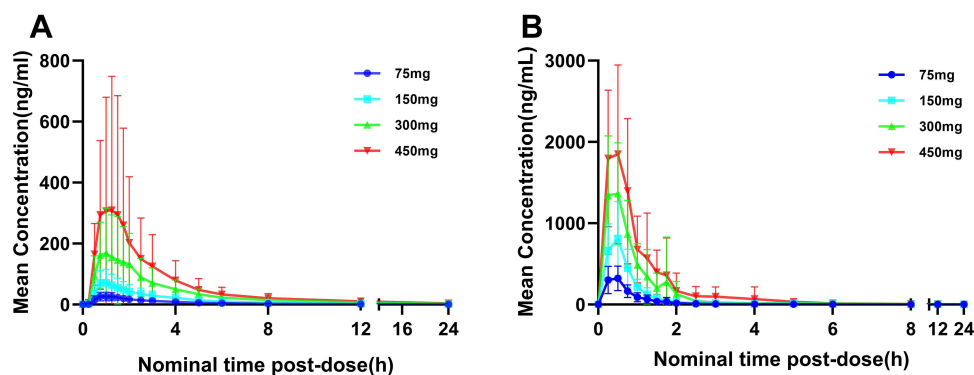 A
Mean Concentration(ng/ml)
800
600
400
200
0
75mg
150mg
300mg
450mg
0 4 8 12 16 24
Nominal time post-dose(h)
B
Mean Concentration(ng/mL)
3000
2000
1000
0
75mg
150mg
300mg
450mg
0 2 4 6 8 12 24
Nominal time post-dose(h)